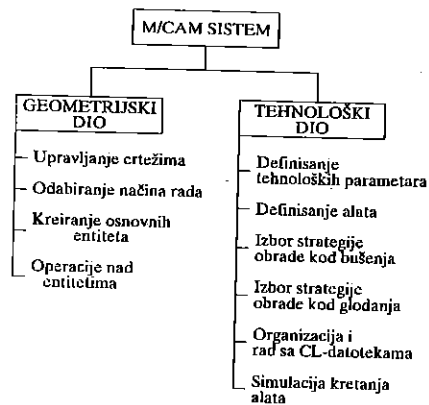 M/CAM SISTEM
GEOMETRIJSKI
DIO
Upravljanje crtežima
Odabiranje načina rada
Kreiranje osnovnih
entiteta
Operacije nad
entitetima
TEHNOLOŠKI
DIO
Definisanje
tehnoloških parametara
Definisanje alata
Izbor strategije
obrade kod bušenja
Izbor strategije
obrade kod glodanja
Organizacija i
rad sa CL-datotekama
Simulacija kretanja
alata